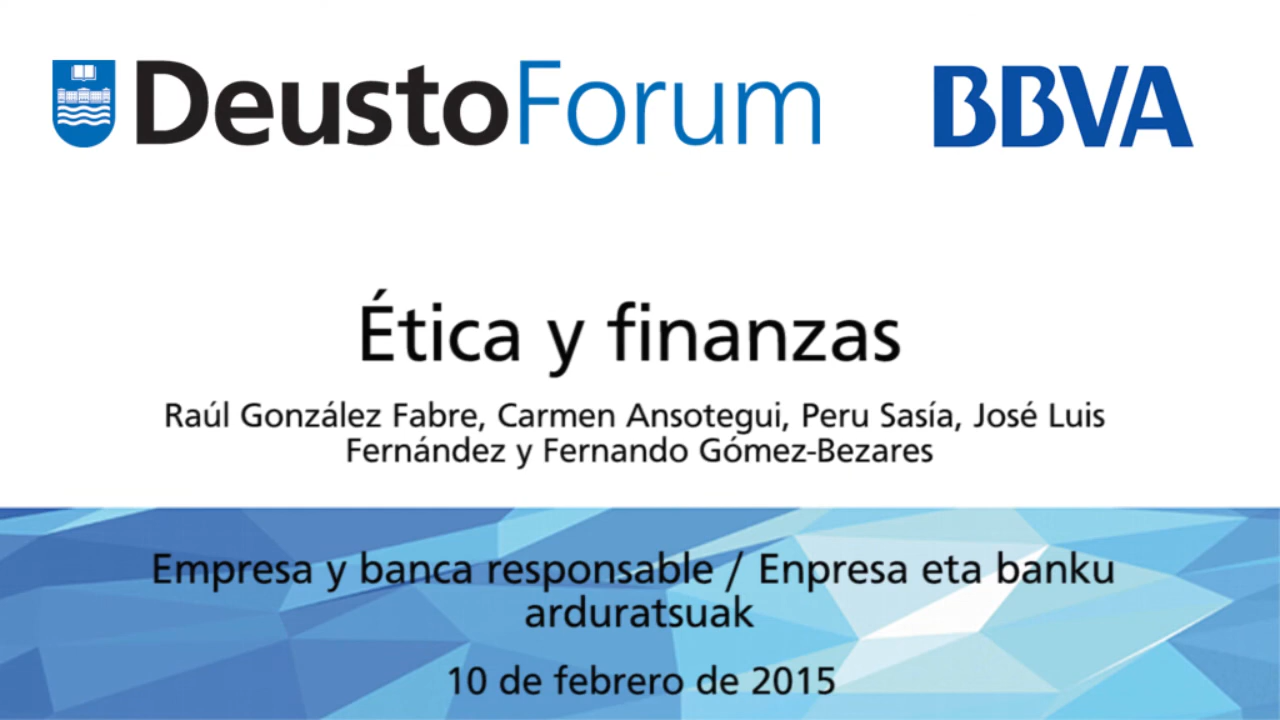 DeustoForum
BBVA
Ética y finanzas
Raúl González Fabre, Carmen Ansotegui, Peru Sasía, José Luis
Fernández y Fernando Gómez-Bezares
Empresa y banca responsable / Enpresa eta banku
arduratsuak
10 de febrero de 2015